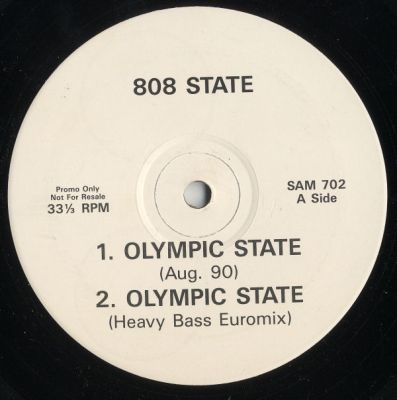 808 STATE
Promo Only
Not For Resale
33⅓ RPM
SAM 702
A Side
1. OLYMPIC STATE
(Aug. 90)
2. OLYMPIC STATE
(Heavy Bass Euromix)